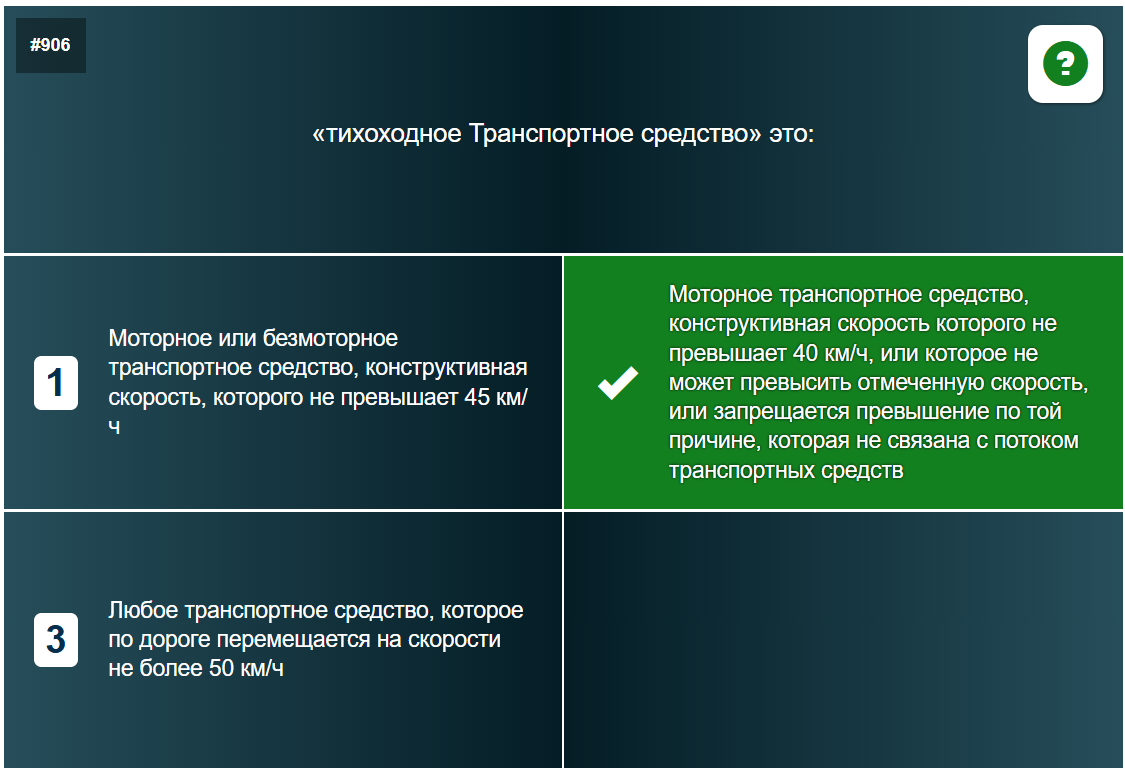 #906
?
«тихоходное Транспортное средство» это:
1
Моторное или безмоторное
транспортное средство, конструктивная
скорость, которого не превышает 45 км/
ч
Моторное транспортное средство,
конструктивная скорость которого не
превышает 40 км/ч, или которое не
может превысить отмеченную скорость,
или запрещается превышение по той
причине, которая не связана с потоком
транспортных средств
3
Любое транспортное средство, которое
по дороге перемещается на скорости
не более 50 км/ч